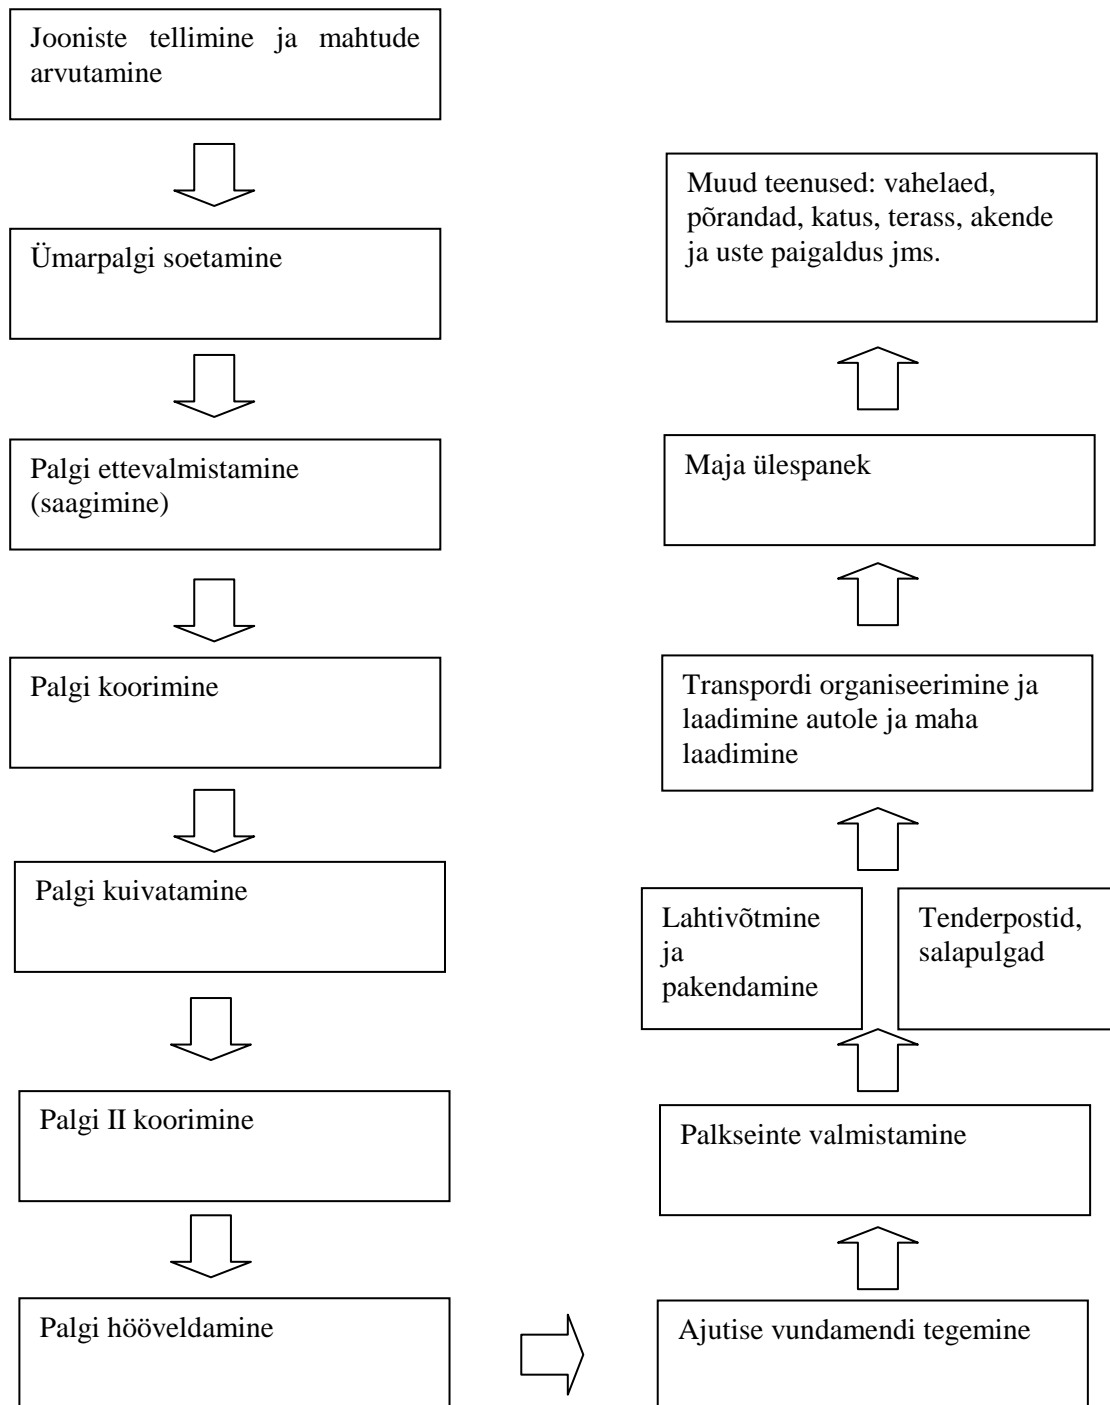 Jooniste tellimine ja mahtude
arvutamine
Ümarpalgi soetamine
Palgi ettevalmistamine
(saagimine)
Palgi koorimine
Palgi kuivatamine
Palgi II koorimine
Palgi hööveldamine
Ajutise vundamendi tegemine
Palkseinte valmistamine
Lahtivõtmine
ja
pakendamine
Tenderpostid,
salapulgad
Transpordi organiseerimine ja
laadimine autole ja maha
laadimine
Maja ülespanek
Muud teenused: vahelaed,
põrandad, katus, terass, akende
ja uste paigaldus jms.